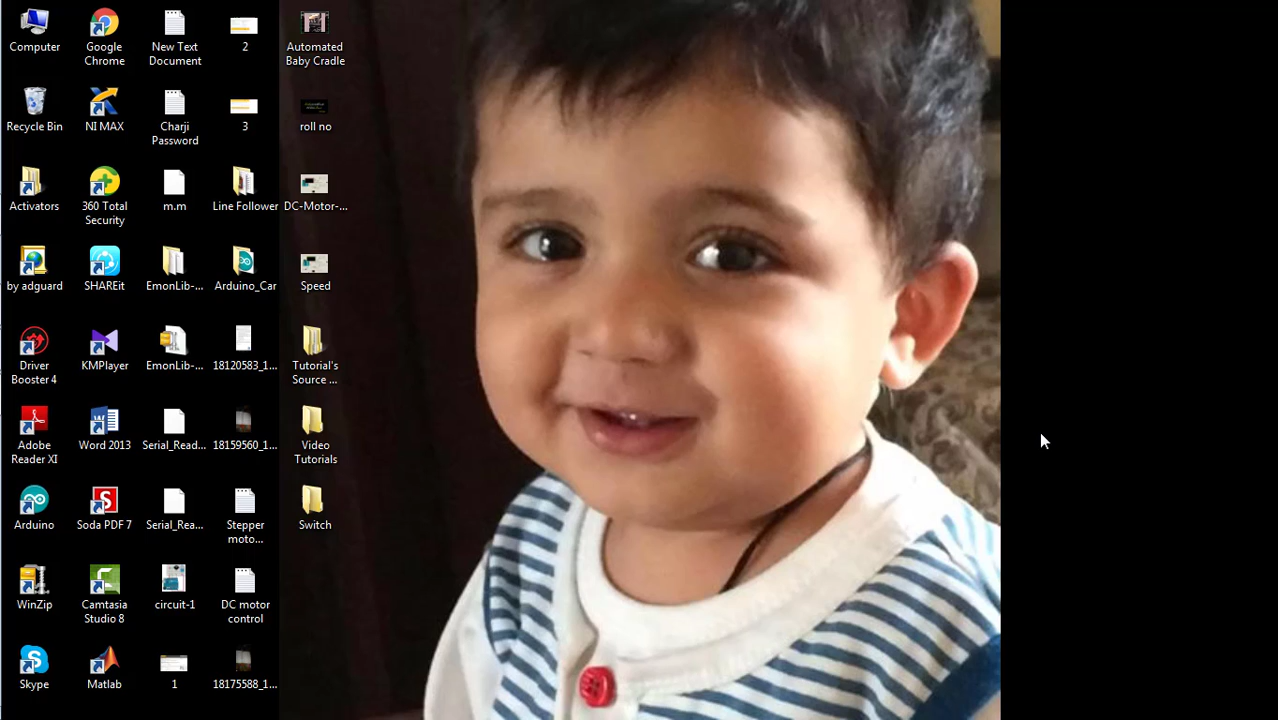 Computer
Google
Chrome
New Text
Document
2
Automated
Baby Cradle
Recycle Bin
NI MAX
Charji
Password
3
roll no
Activators
360 Total
Security
m.m
Line Follower
DC-Motor-...
by adguard
SHAREit
EmonLib-...
Arduino_Car
Speed
Driver
Booster 4
KMPlayer
EmonLib-...
18120583_1...
Tutorial's
Source ...
Adobe
Reader XI
Word 2013
Serial_Read...
18159560_1...
Video
Tutorials
Arduino
Soda PDF 7
Serial_Rea...
Stepper
moto...
Switch
WinZip
Camtasia
Studio 8
circuit-1
DC motor
control
Skype
Matlab
1
18175588_1...